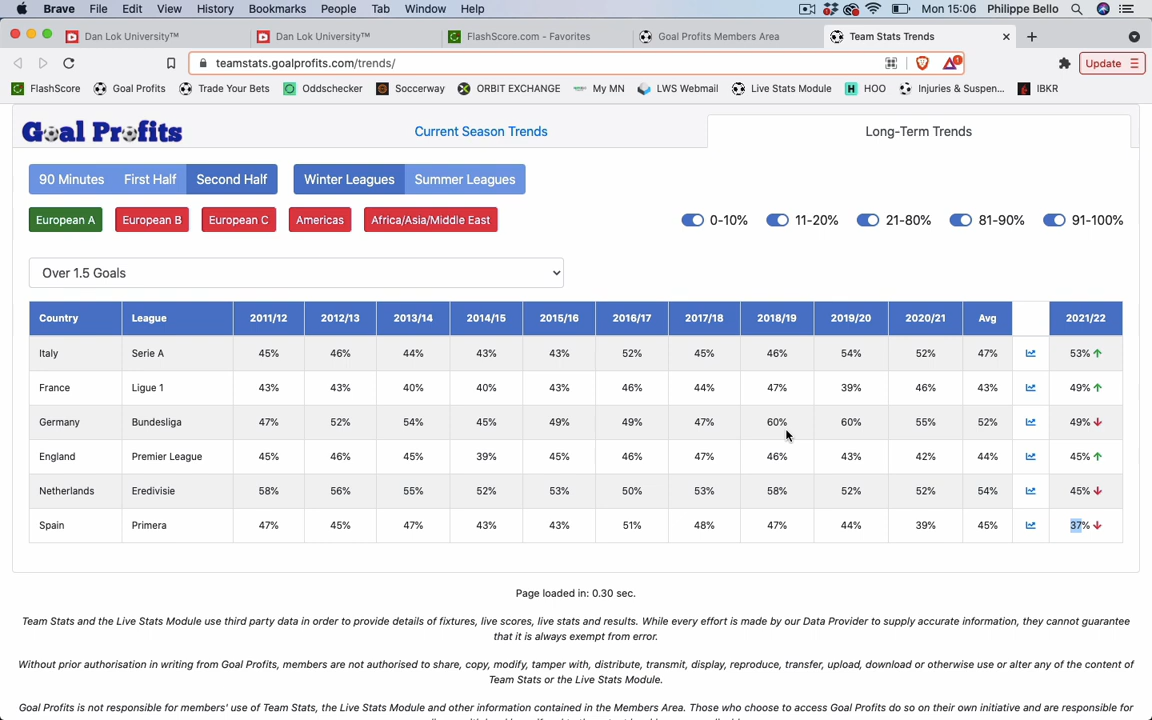 Brave File Edit View History Bookmarks People Tab Window Help Mon 15:06 Philippe Bello
Dan Lok University™ Dan Lok University™ FlashScore.com - Favorites Goal Profits Members Area Team Stats Trends
teamstats.goalprofits.com/trends/ 1 Update
FlashScore Goal Profits Trade Your Bets Oddschecker Soccerway ORBIT EXCHANGE My MN LWS Webmail Live Stats Module HOO Injuries & Suspen... IBKR
Goal Profits Current Season Trends Long-Term Trends
90 Minutes First Half Second Half Winter Leagues Summer Leagues
European A European B European C Americas Africa/Asia/Middle East 0-10% 11-20% 21-80% 81-90% 91-100%
Over 1.5 Goals
Country League 2011/12 2012/13 2013/14 2014/15 2015/16 2016/17 2017/18 2018/19 2019/20 2020/21 Avg 2021/22
Italy Serie A 45% 46% 44% 43% 43% 52% 45% 46% 54% 52% 47% 53%
France Ligue 1 43% 43% 40% 40% 43% 46% 44% 47% 39% 46% 43% 49%
Germany Bundesliga 47% 52% 54% 45% 49% 49% 47% 60% 60% 55% 52% 49%
England Premier League 45% 46% 45% 39% 45% 46% 47% 46% 43% 42% 44% 45%
Netherlands Eredivisie 58% 56% 55% 52% 53% 50% 53% 58% 52% 52% 54% 45%
Spain Primera 47% 45% 47% 43% 43% 51% 48% 47% 44% 39% 45% 37%
Page loaded in: 0.30 sec.
Team Stats and the Live Stats Module use third party data in order to provide details of fixtures, live scores, live stats and results. While every effort is made by our Data Provider to supply accurate information, they cannot guarantee
that it is always exempt from error.
Without prior authorisation in writing from Goal Profits, members are not authorised to share, copy, modify, tamper with, distribute, transmit, display, reproduce, transfer, upload, download or otherwise use or alter any of the content of
Team Stats or the Live Stats Module.
Goal Profits is not responsible for members' use of Team Stats, the Live Stats Module and other information contained in the Members Area. Those who choose to access Goal Profits do so on their own initiative and are responsible for